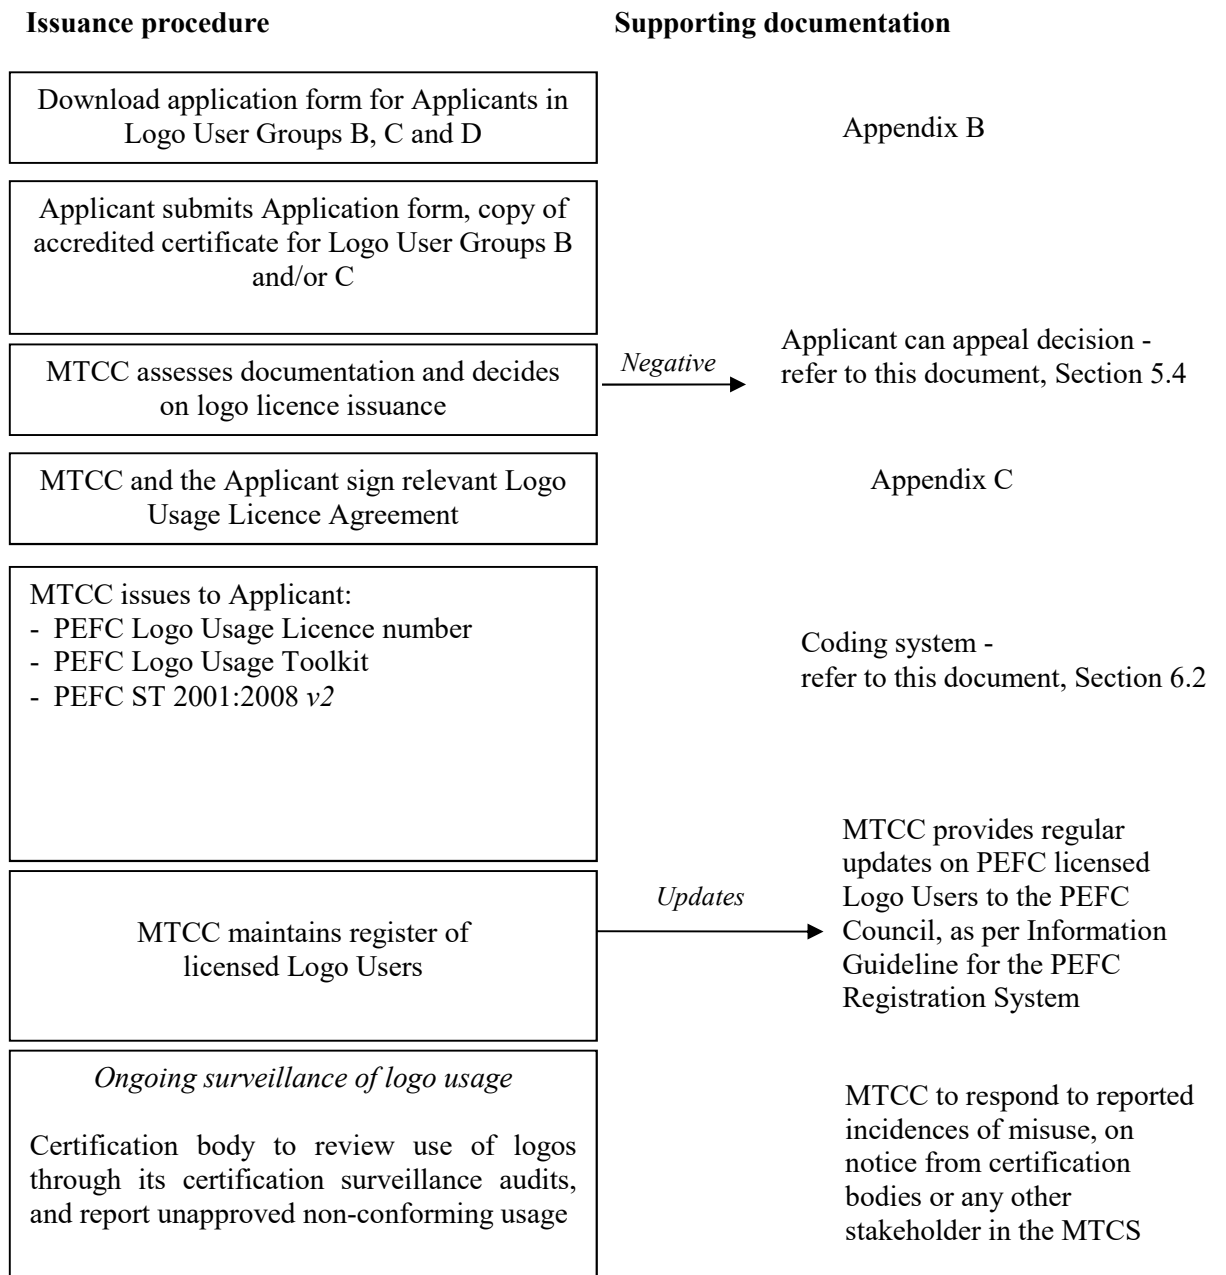 Issuance procedure
Supporting documentation
Download application form for Applicants in
Logo User Groups B, C and D
Appendix B
Applicant submits Application form, copy of
accredited certificate for Logo User Groups B
and/or C
MTCC assesses documentation and decides
on logo licence issuance
Negative
Applicant can appeal decision -
refer to this document, Section 5.4
MTCC and the Applicant sign relevant Logo
Usage Licence Agreement
Appendix C
MTCC issues to Applicant:
- PEFC Logo Usage Licence number
- PEFC Logo Usage Toolkit
- PEFC ST 2001:2008 v2
Coding system -
refer to this document, Section 6.2
MTCC maintains register of
licensed Logo Users
Updates
MTCC provides regular
updates on PEFC licensed
Logo Users to the PEFC
Council, as per Information
Guideline for the PEFC
Registration System
Ongoing surveillance of logo usage
Certification body to review use of logos
through its certification surveillance audits,
and report unapproved non-conforming usage
MTCC to respond to reported
incidences of misuse, on
notice from certification
bodies or any other
stakeholder in the MTCS